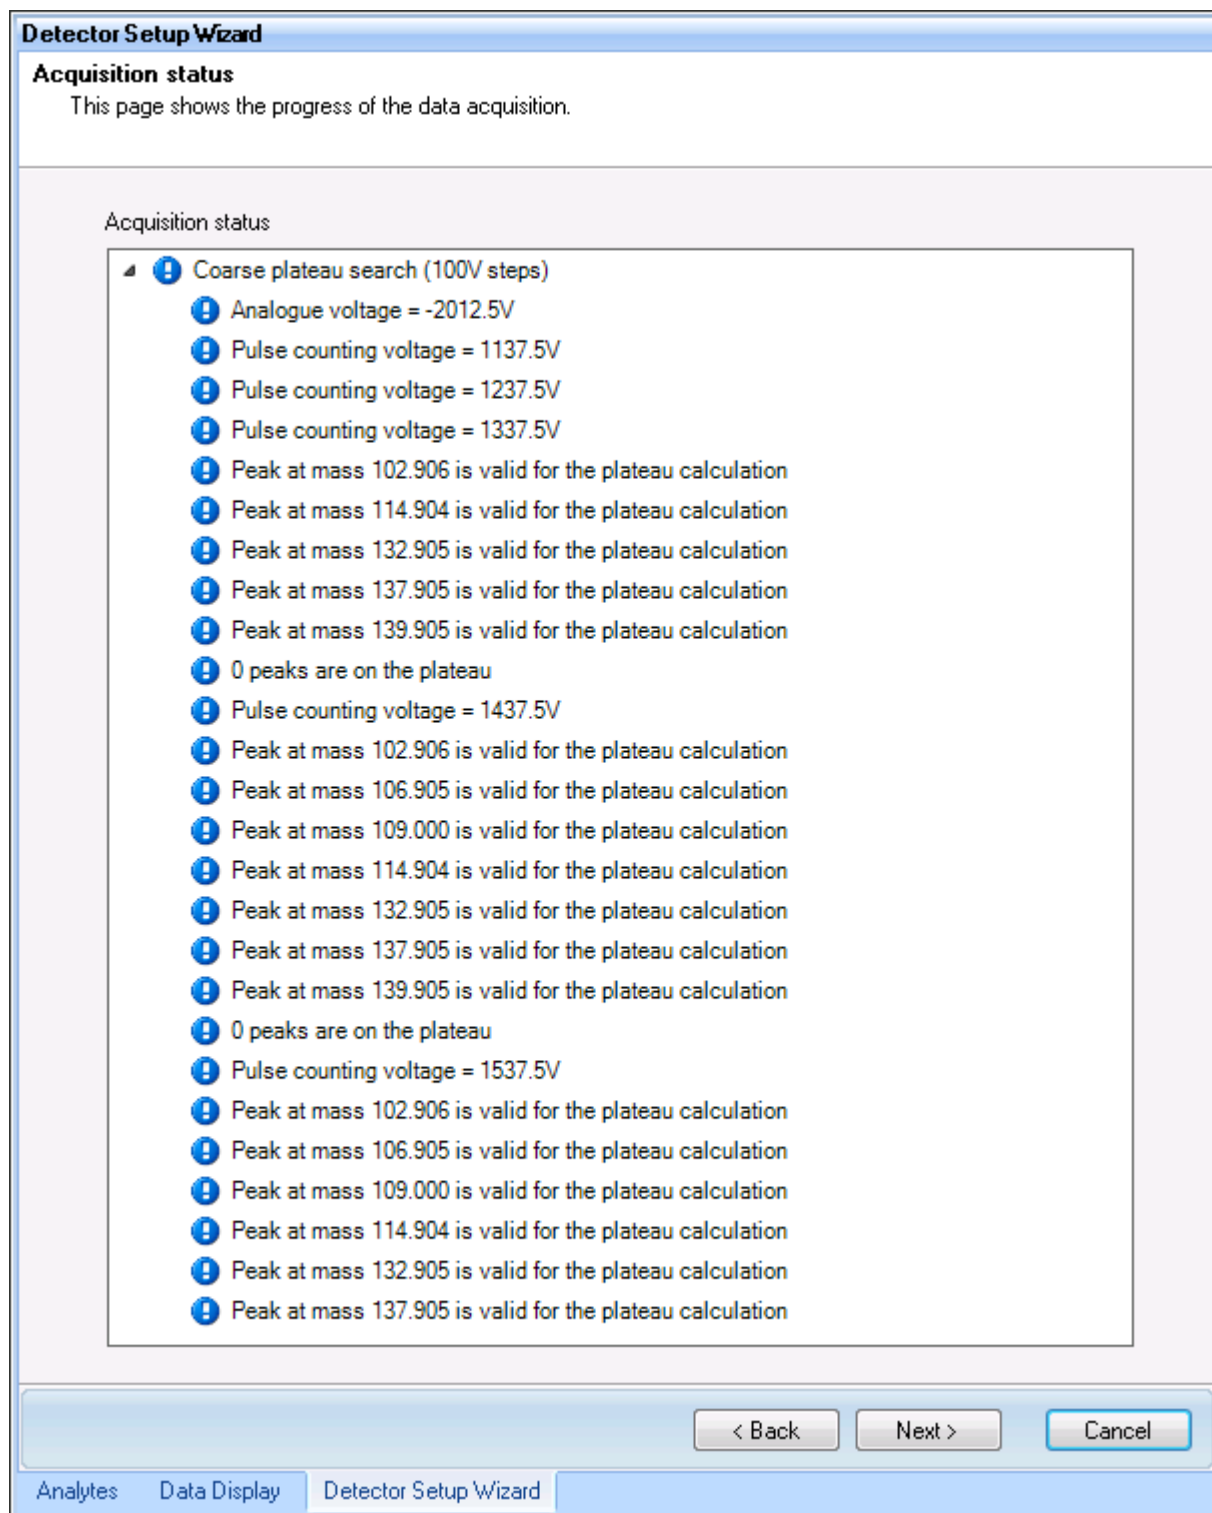 Detector Setup Wizard
Acquisition status
This page shows the progress of the data acquisition.
Acquisition status
Coarse plateau search (100V steps)
Analogue voltage = -2012.5V
Pulse counting voltage = 1137.5V
Pulse counting voltage = 1237.5V
Pulse counting voltage = 1337.5V
Peak at mass 102.906 is valid for the plateau calculation
Peak at mass 114.904 is valid for the plateau calculation
Peak at mass 132.905 is valid for the plateau calculation
Peak at mass 137.905 is valid for the plateau calculation
Peak at mass 139.905 is valid for the plateau calculation
0 peaks are on the plateau
Pulse counting voltage = 1437.5V
Peak at mass 102.906 is valid for the plateau calculation
Peak at mass 106.905 is valid for the plateau calculation
Peak at mass 109.000 is valid for the plateau calculation
Peak at mass 114.904 is valid for the plateau calculation
Peak at mass 132.905 is valid for the plateau calculation
Peak at mass 137.905 is valid for the plateau calculation
Peak at mass 139.905 is valid for the plateau calculation
0 peaks are on the plateau
Pulse counting voltage = 1537.5V
Peak at mass 102.906 is valid for the plateau calculation
Peak at mass 106.905 is valid for the plateau calculation
Peak at mass 109.000 is valid for the plateau calculation
Peak at mass 114.904 is valid for the plateau calculation
Peak at mass 132.905 is valid for the plateau calculation
Peak at mass 137.905 is valid for the plateau calculation
< Back Next > Cancel
Analytes Data Display Detector Setup Wizard